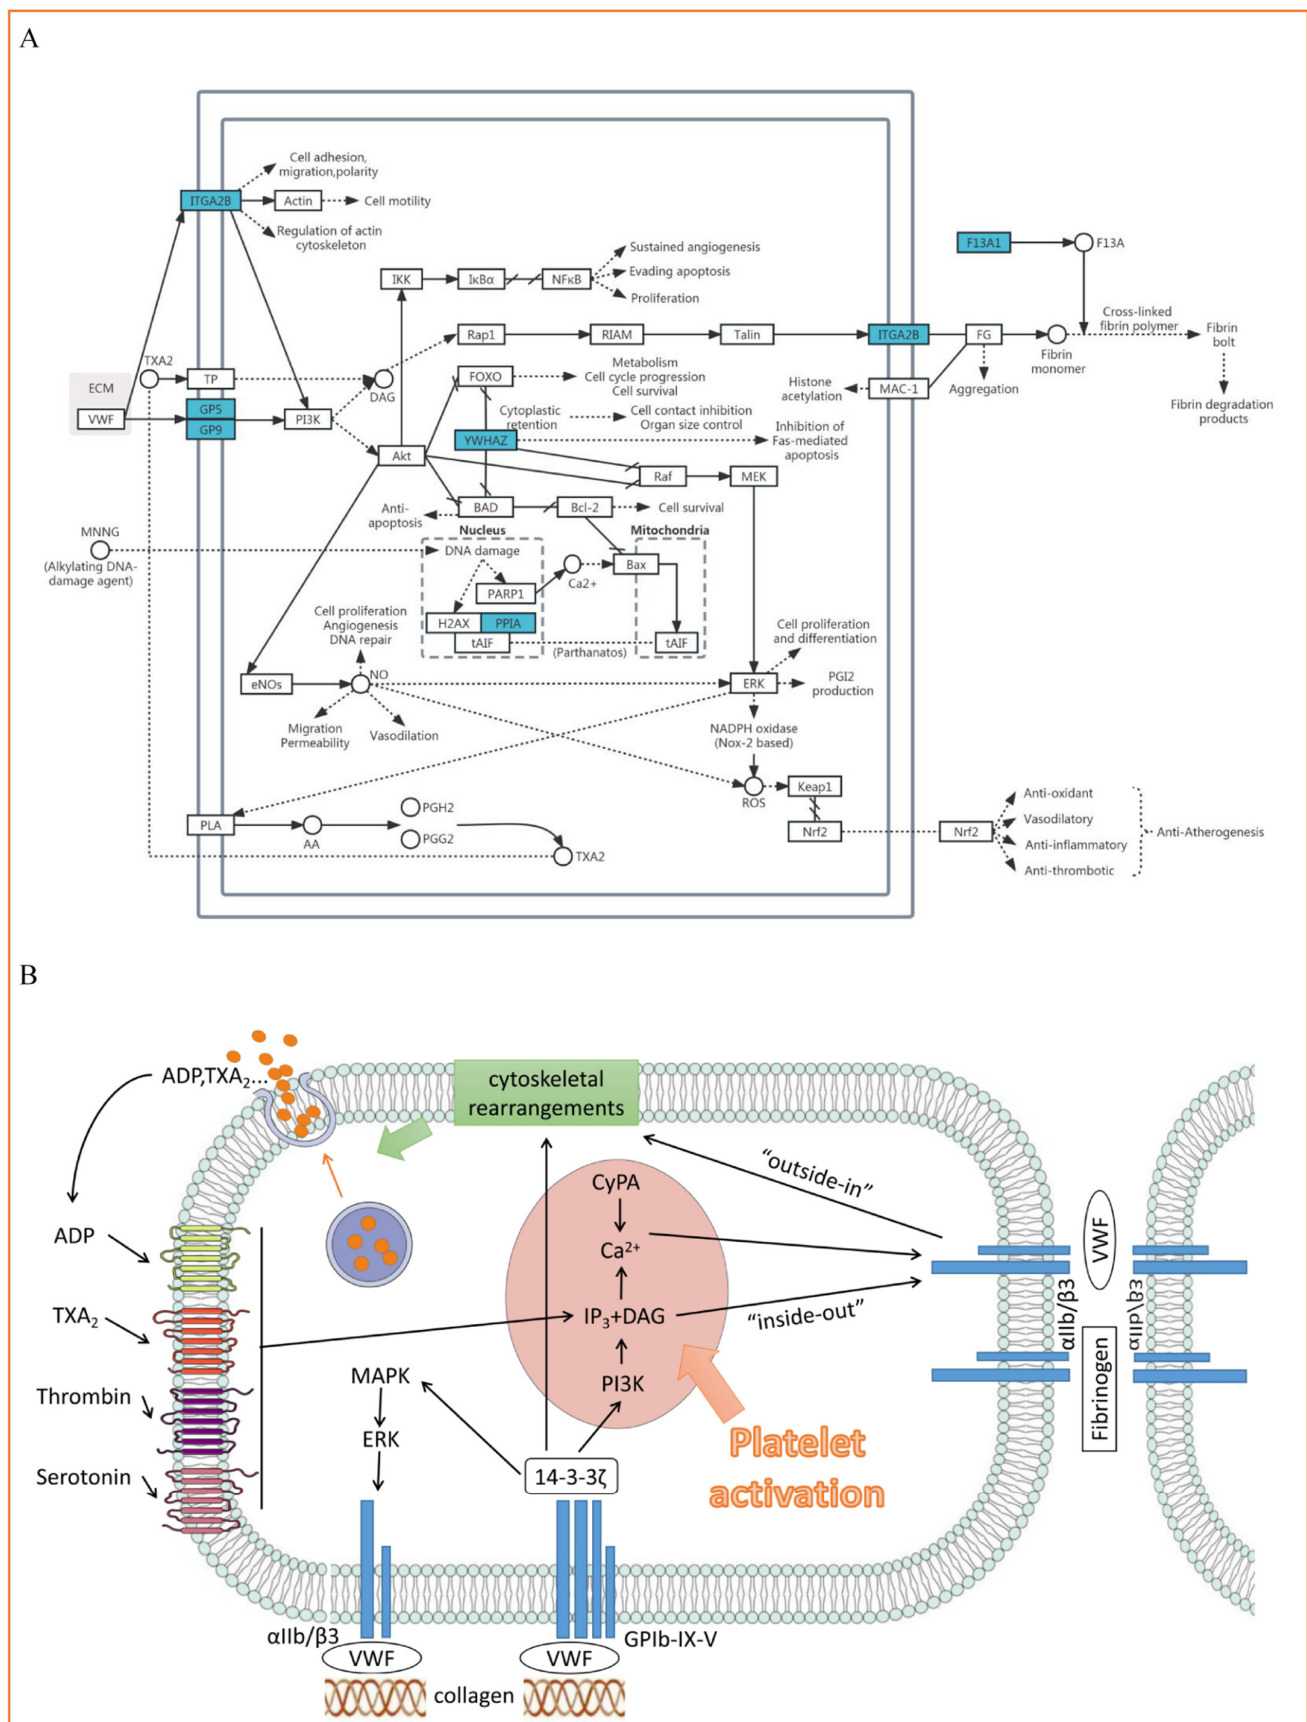 A
Cell adhesion,
migration,polarity
ITGA2B
Actin
Cell motility
Regulation of actin
cytoskeleton
F13A1
F13A
Sustained angiogenesis
IKK
IκBα
NFκB
Evading apoptosis
Proliferation
Rap1
RIAM
Talin
ITGA2B
FG
Cross-linked
fibrin polymer
Fibrin
monomer
Fibrin
bolt
TXA2
TP
DAG
ECM
VWF
GP5
GP9
PI3K
FOXO
Metabolism
Cell cycle progression
Cell survival
Histone
acetylation
MAC-1
Aggregation
Fibrin degradation
products
Cytoplastic
retention
Cell contact inhibition
Organ size control
YWHAZ
Inhibition of
Fas-mediated
apoptosis
Akt
Raf
MEK
Anti-
apoptosis
BAD
Bcl-2
Cell survival
Nucleus
Mitochondria
MNNG
(Alkylating DNA-
damage agent)
DNA damage
Ca2+
Bax
PARP1
H2AX
PPIA
tAIF
(Parthanatos)
tAIF
Cell proliferation
Angiogenesis
DNA repair
Cell proliferation
and differentiation
eNOs
NO
ERK
PGI2
production
Migration
Permeability
Vasodilation
NADPH oxidase
(Nox-2 based)
ROS
Keap1
Nrf2
Nrf2
Anti-oxidant
Vasodilatory
Anti-inflammatory
Anti-thrombotic
Anti-Atherogenesis
PLA
AA
PGH2
PGG2
TXA2
B
ADP,TXA₂...
cytoskeletal
rearrangements
"outside-in"
CyPA
Ca²⁺
IP₃+DAG
"inside-out"
PI3K
ADP
TXA₂
Thrombin
Serotonin
MAPK
ERK
14-3-3ζ
Platelet
activation
VWF
αIIb/β3
αIIb/β3
Fibrinogen
αIIb/β3
GPIb-IX-V
VWF
VWF
collagen